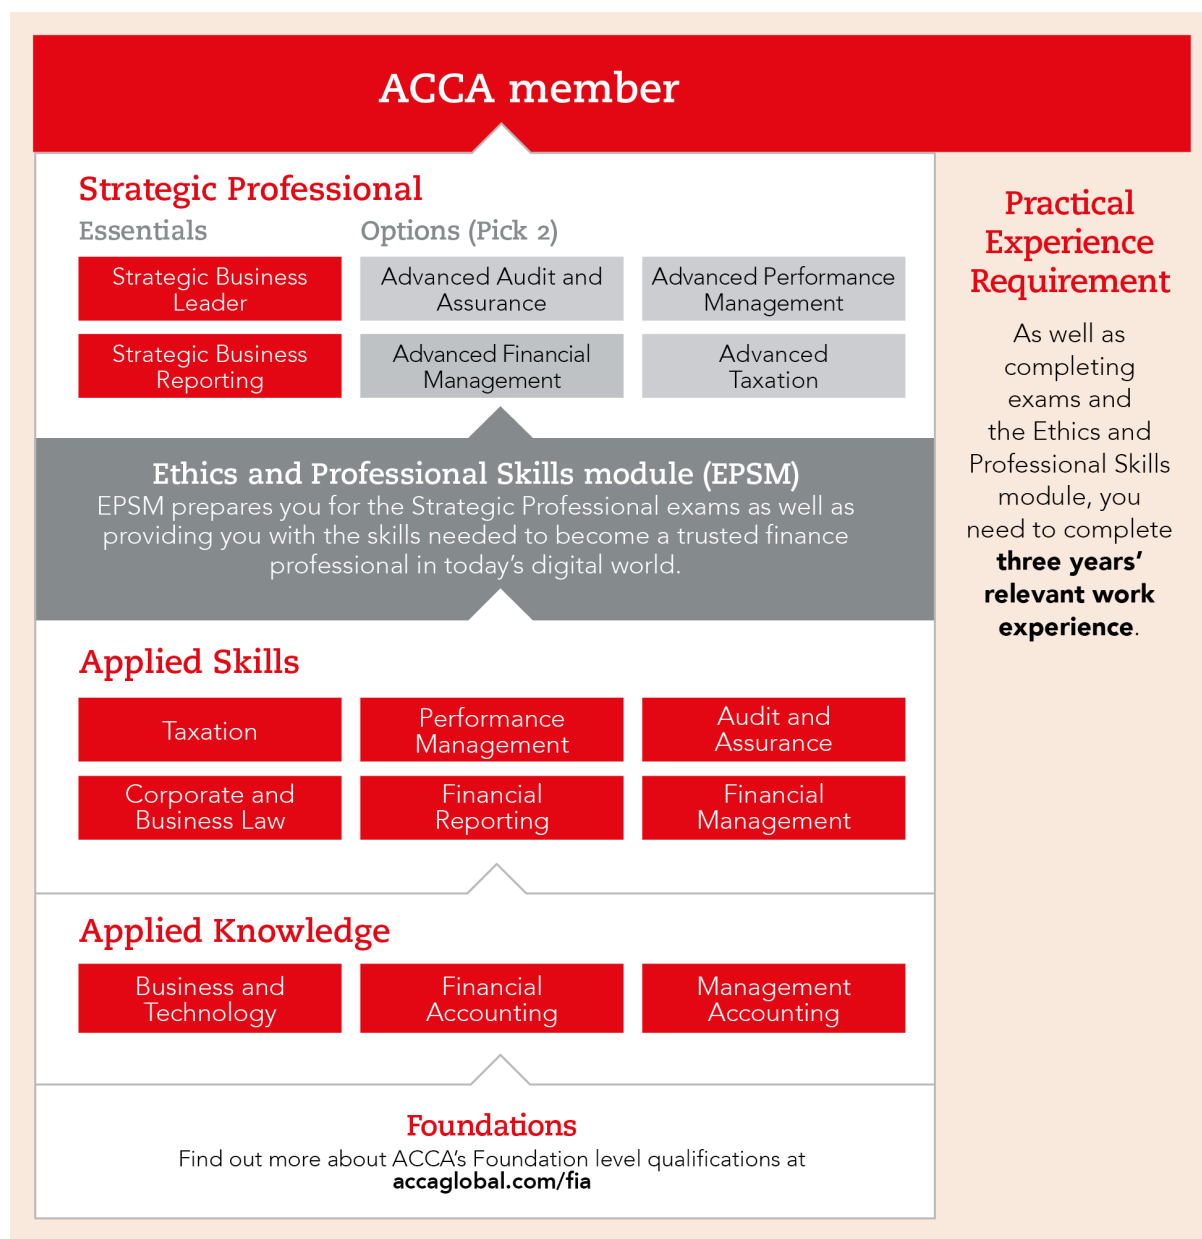 ACCA member
Strategic Professional
Essentials
Options (Pick 2)
Strategic Business
Leader
Advanced Audit and
Assurance
Advanced Performance
Management
Strategic Business
Reporting
Advanced Financial
Management
Advanced
Taxation
Ethics and Professional Skills module (EPSM)
EPSM prepares you for the Strategic Professional exams as well as
providing you with the skills needed to become a trusted finance
professional in today's digital world.
Applied Skills
Taxation
Performance
Management
Audit and
Assurance
Corporate and
Business Law
Financial
Reporting
Financial
Management
Applied Knowledge
Business and
Technology
Financial
Accounting
Management
Accounting
Foundations
Find out more about ACCA's Foundation level qualifications at
accaglobal.com/fia
Practical
Experience
Requirement
As well as
completing
exams and
the Ethics and
Professional Skills
module, you
need to complete
three years'
relevant work
experience.